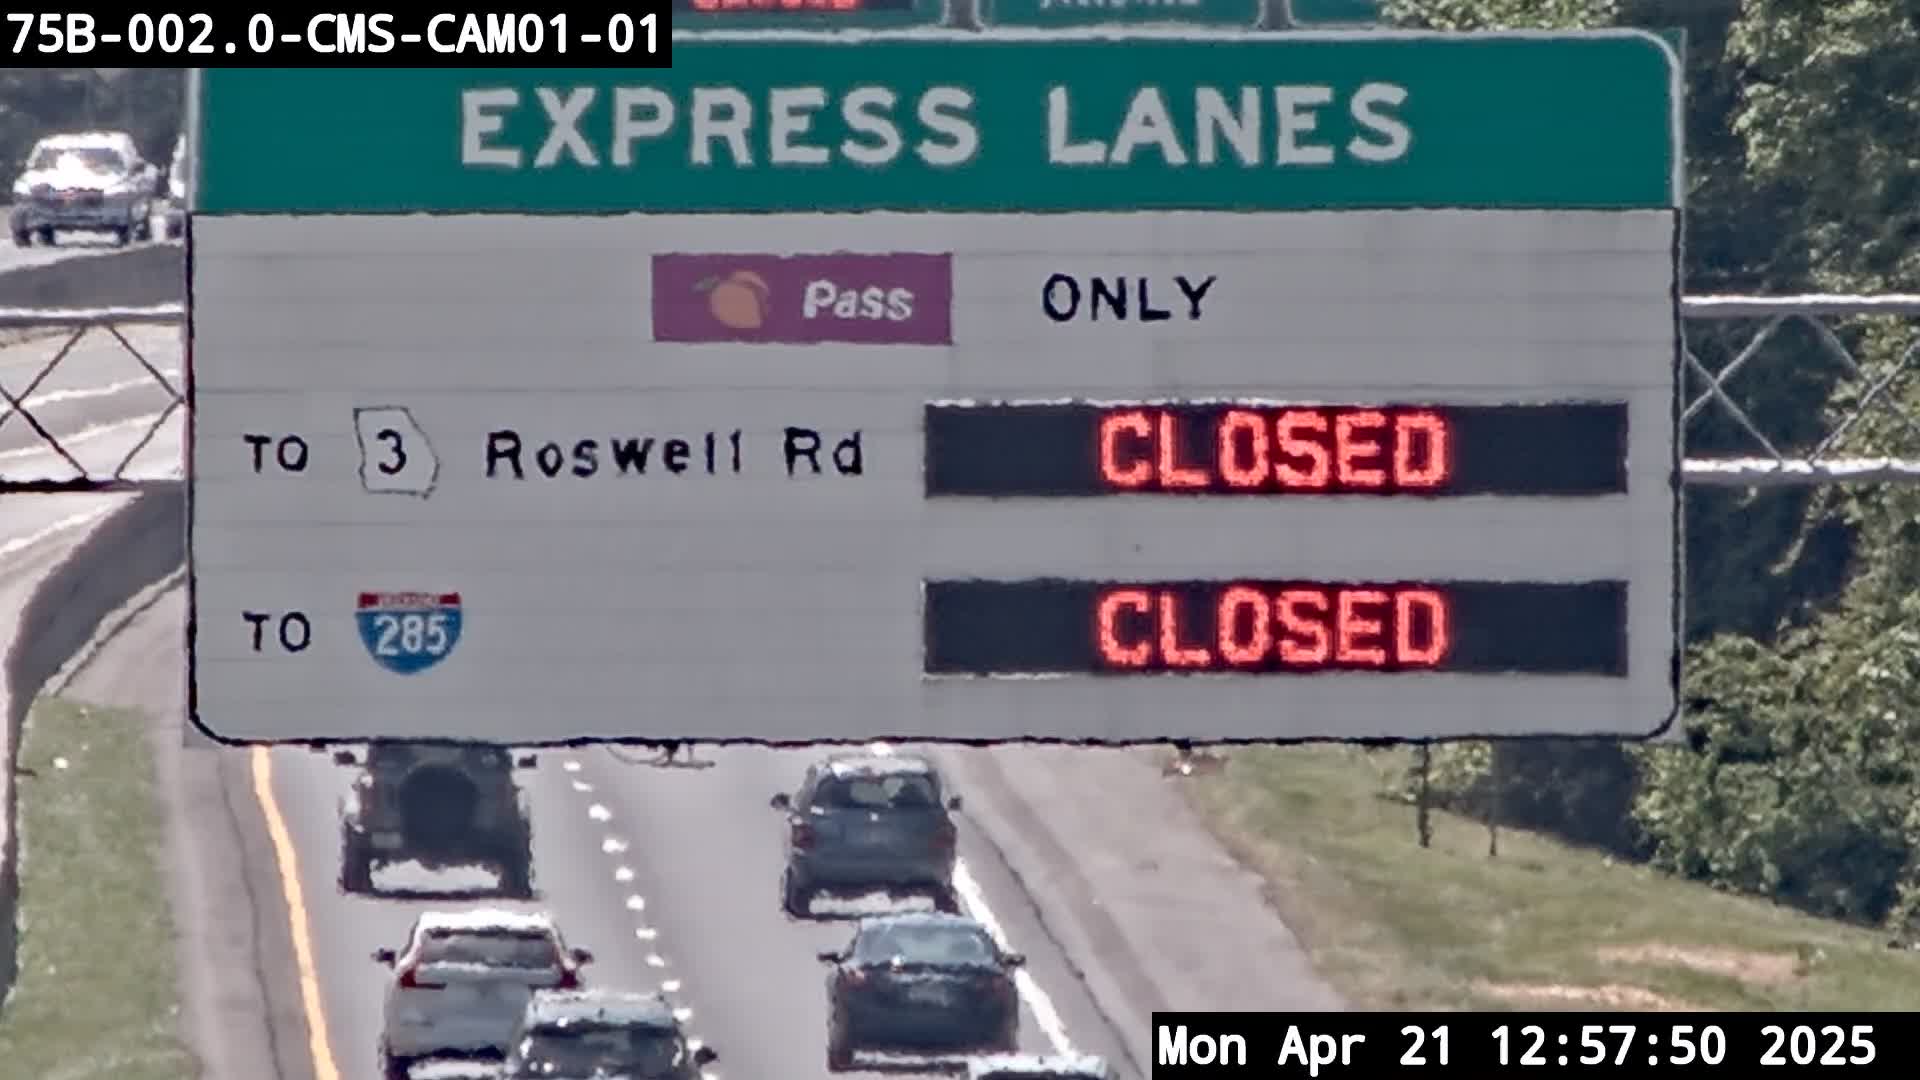 75B-002.0-CMS-CAM01-01
EXPRESS LANES
Pass ONLY
TO 3 Roswell Rd CLOSED
TO 285 CLOSED
Mon Apr 21 12:57:50 2025